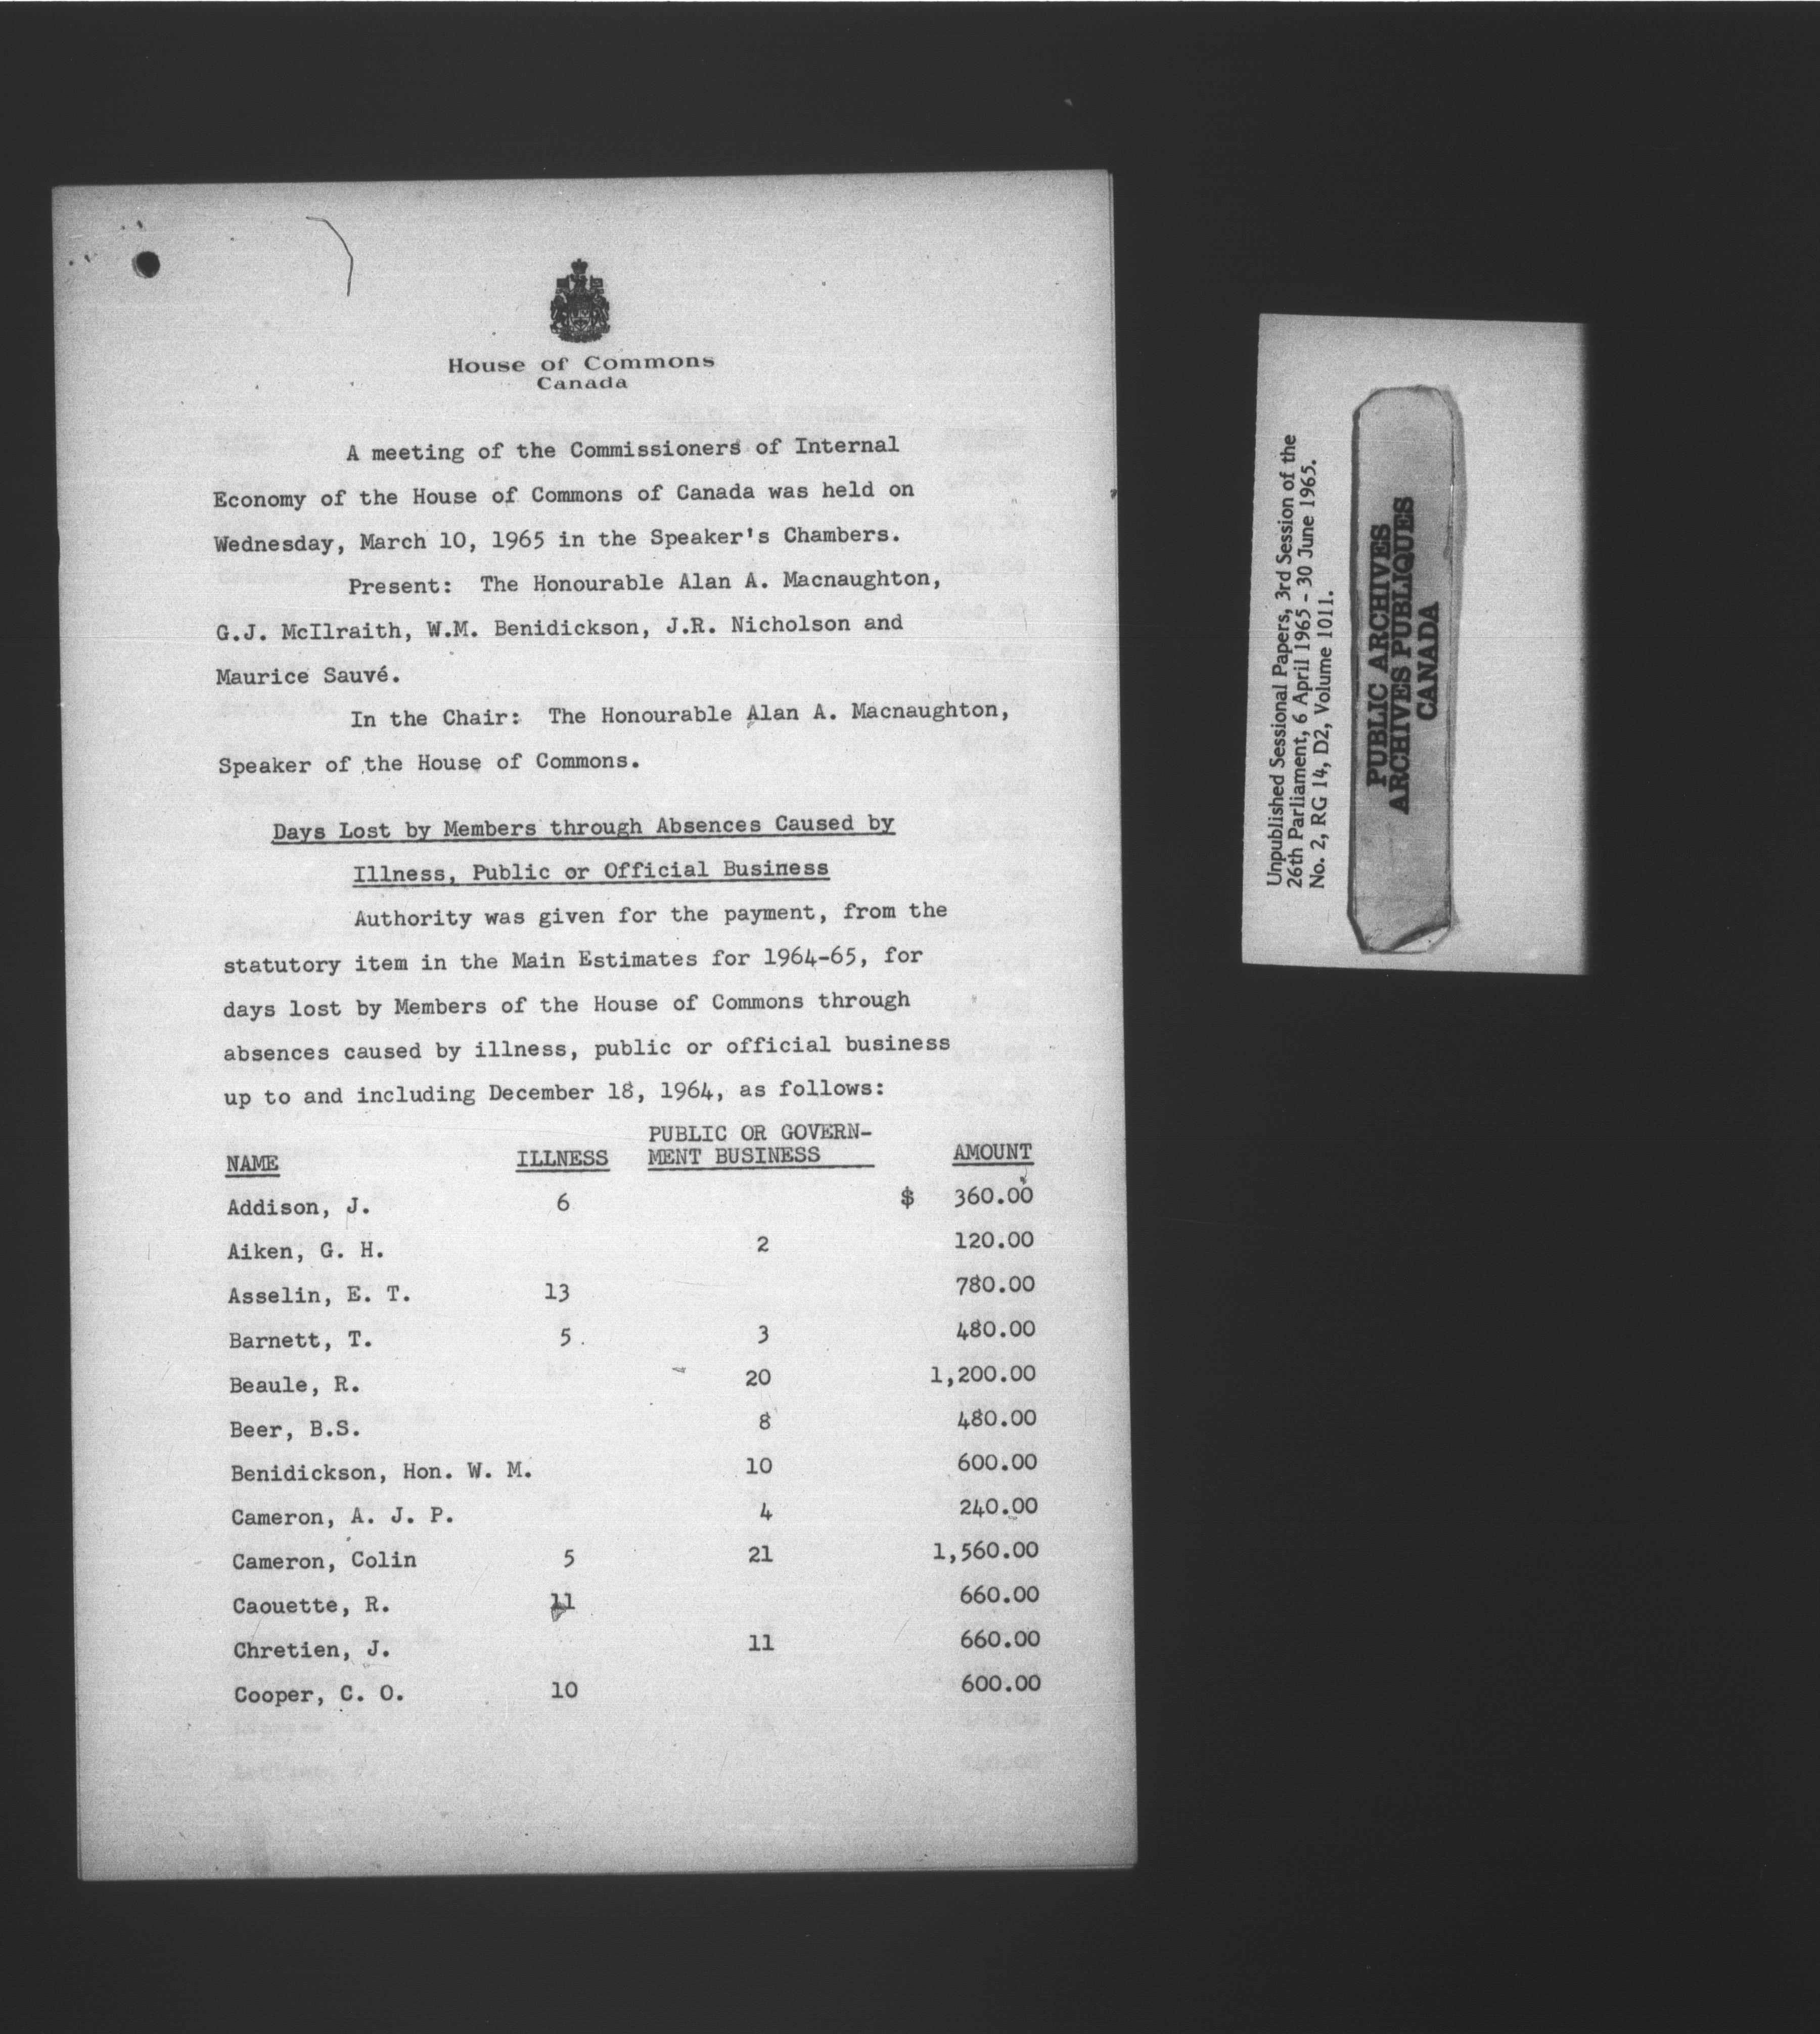 House of Commons
Canada
A meeting of the Commissioners of Internal
Economy of the House of Commons of Canada was held on
Wednesday, March 10, 1965 in the Speaker's Chambers.
Present: The Honourable Alan A. Macnaughton,
G.J. McIlraith, W.M. Benidickson, J.R. Nicholson and
Maurice Sauvé.
In the Chair: The Honourable Alan A. Macnaughton,
Speaker of the House of Commons.
Days Lost by Members through Absences Caused by
Illness, Public or Official Business
Authority was given for the payment, from the
statutory item in the Main Estimates for 1964-65, for
days lost by Members of the House of Commons through
absences caused by illness, public or official business
up to and including December 18, 1964, as follows:
PUBLIC OR GOVERN-
NAME ILLNESS MENT BUSINESS AMOUNT
Addison, J. 6 $ 360.00
Aiken, G. H. 2 120.00
Asselin, E. T. 13 780.00
Barnett, T. 5 3 480.00
Beaule, R. 20 1,200.00
Beer, B.S. 8 480.00
Benidickson, Hon. W. M. 10 600.00
Cameron, A. J. P. 4 240.00
Cameron, Colin 5 21 1,560.00
Caouette, R. 11 660.00
Chretien, J. 11 660.00
Cooper, C. O. 10 600.00
Unpublished Sessional Papers, 3rd Session of the
26th Parliament, 6 April 1965 - 30 June 1965.
No. 2, RG 14, D2, Volume 1011.
PUBLIC ARCHIVES
ARCHIVES PUBLIQUES
CANADA